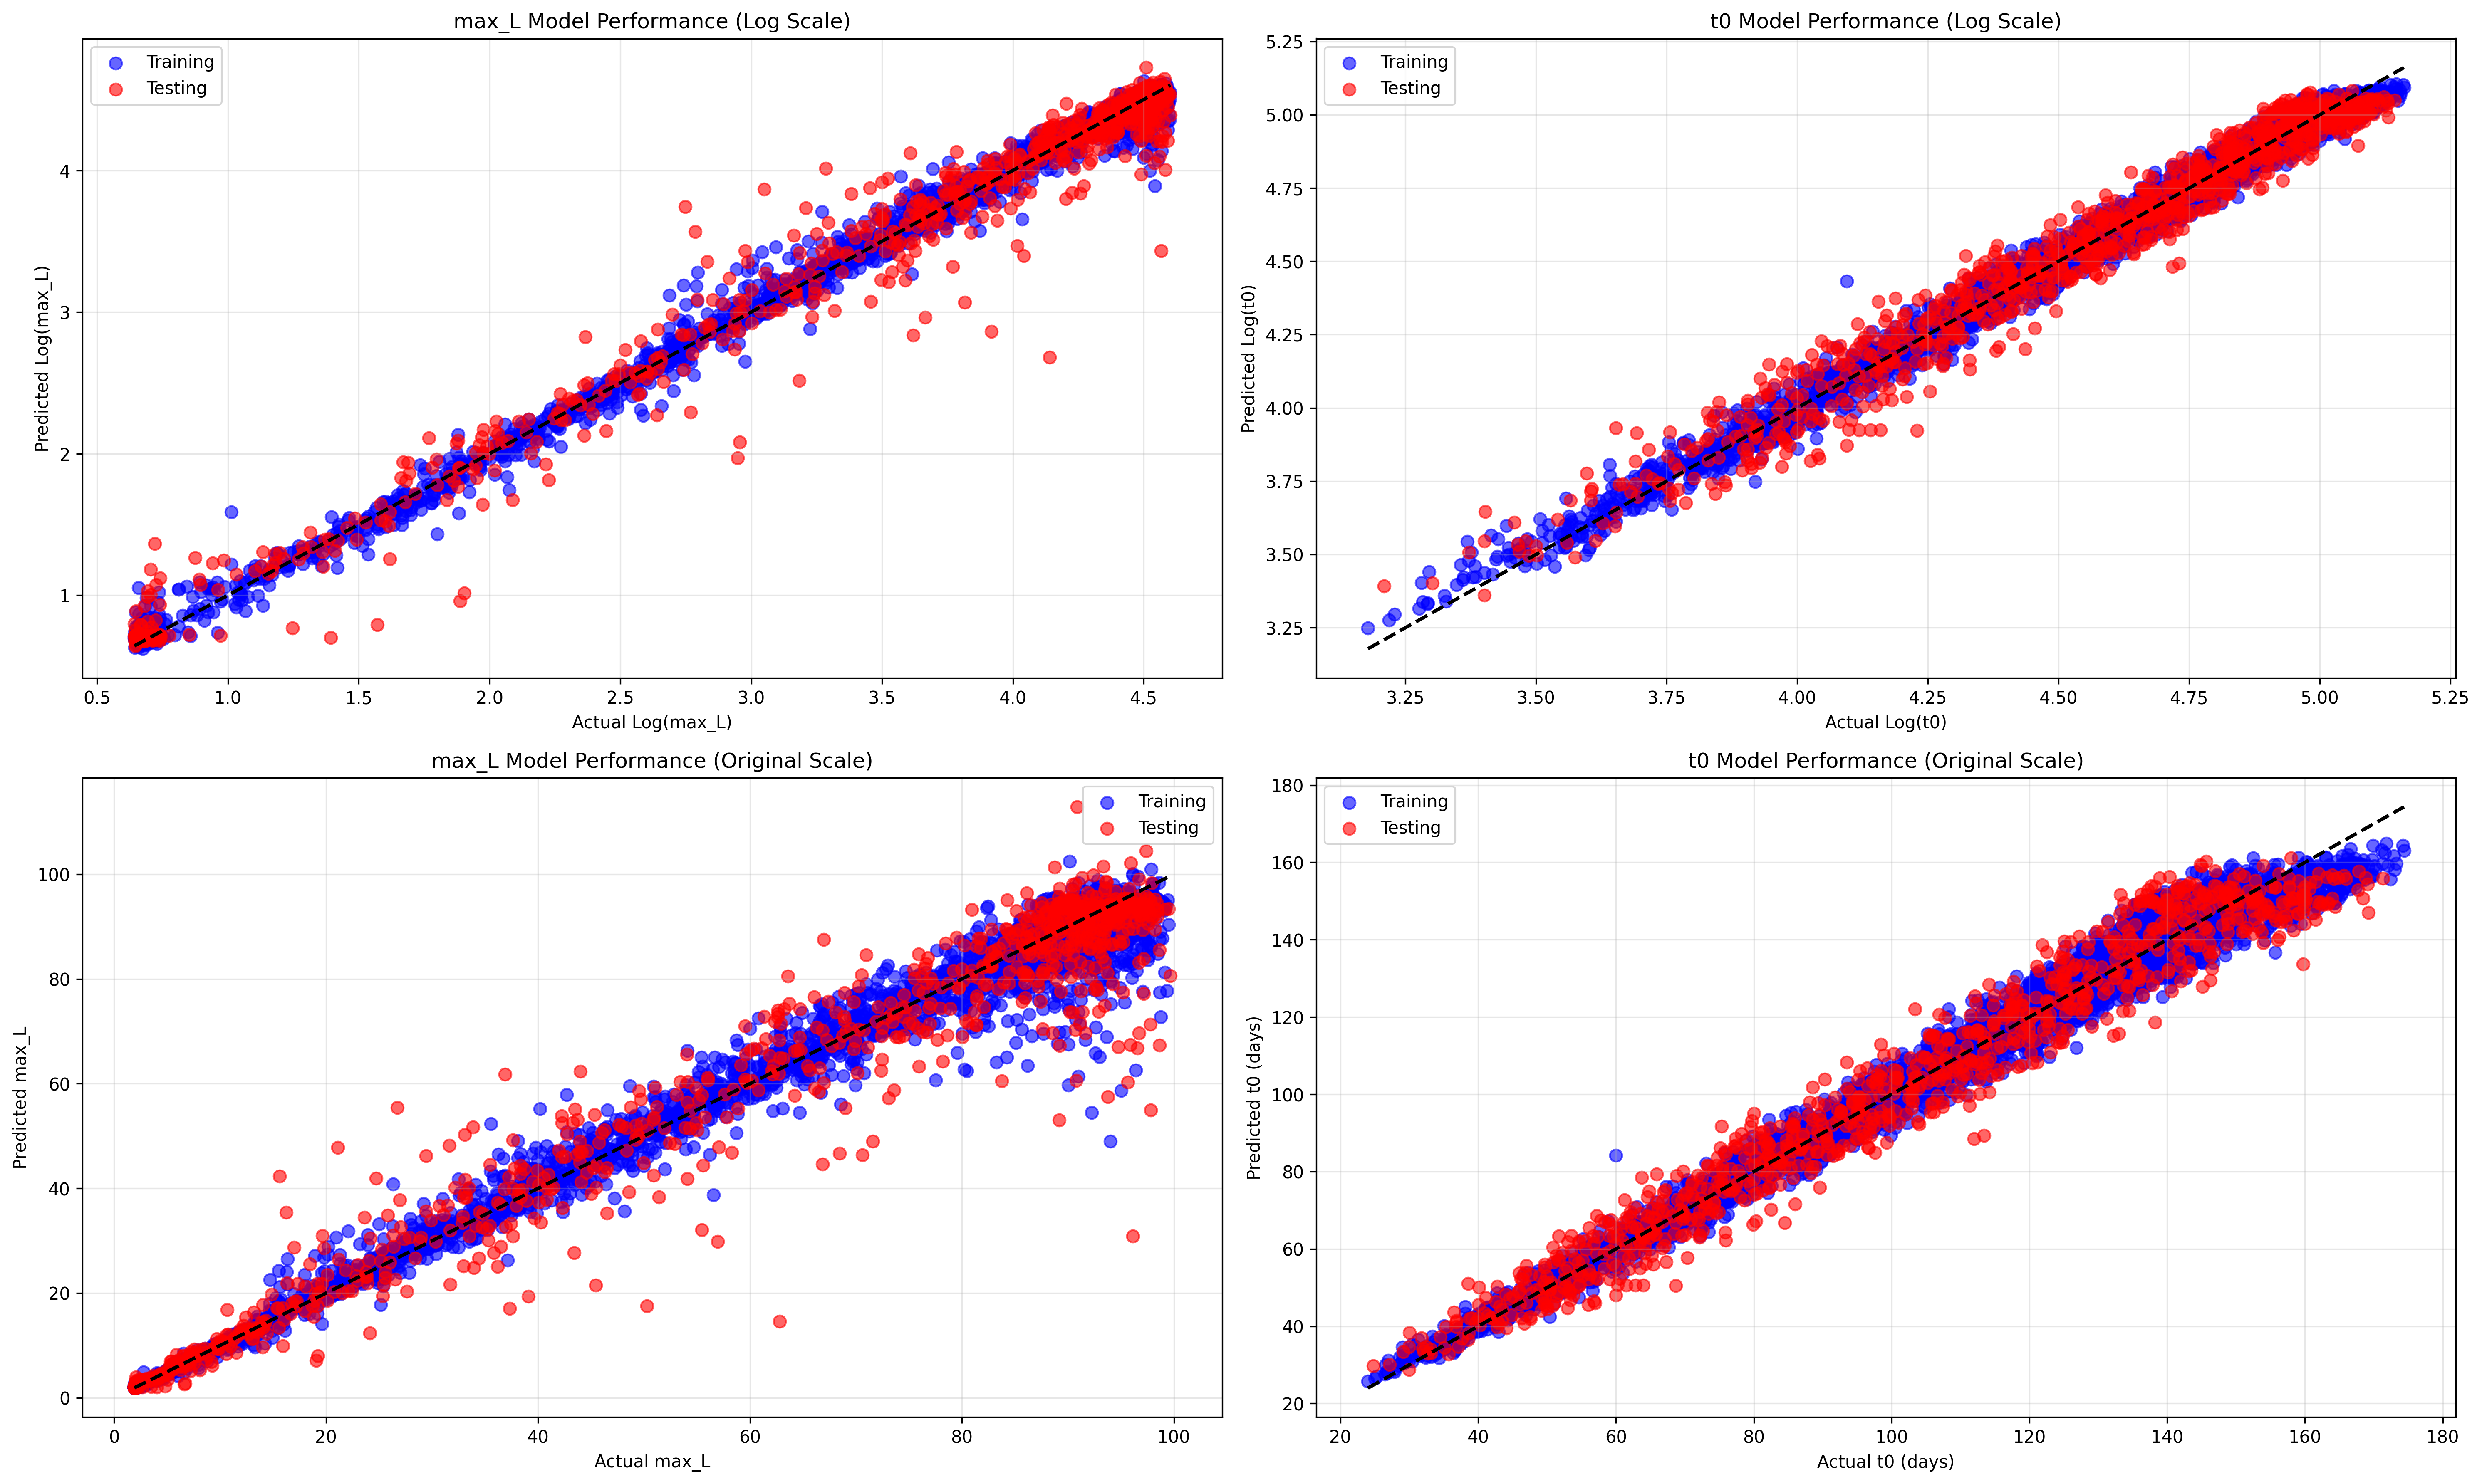 max_L Model Performance (Log Scale)
Training
Testing
Predicted Log(max_L)
4
3
2
1
0.5 1.0 1.5 2.0 2.5 3.0 3.5 4.0 4.5
Actual Log(max_L)
t0 Model Performance (Log Scale)
Training
Testing
Predicted Log(t0)
5.25
5.00
4.75
4.50
4.25
4.00
3.75
3.50
3.25
3.25 3.50 3.75 4.00 4.25 4.50 4.75 5.00 5.25
Actual Log(t0)
max_L Model Performance (Original Scale)
Training
Testing
Predicted max_L
100
80
60
40
20
0
0 20 40 60 80 100
Actual max_L
t0 Model Performance (Original Scale)
Training
Testing
Predicted t0 (days)
180
160
140
120
100
80
60
40
20
20 40 60 80 100 120 140 160 180
Actual t0 (days)